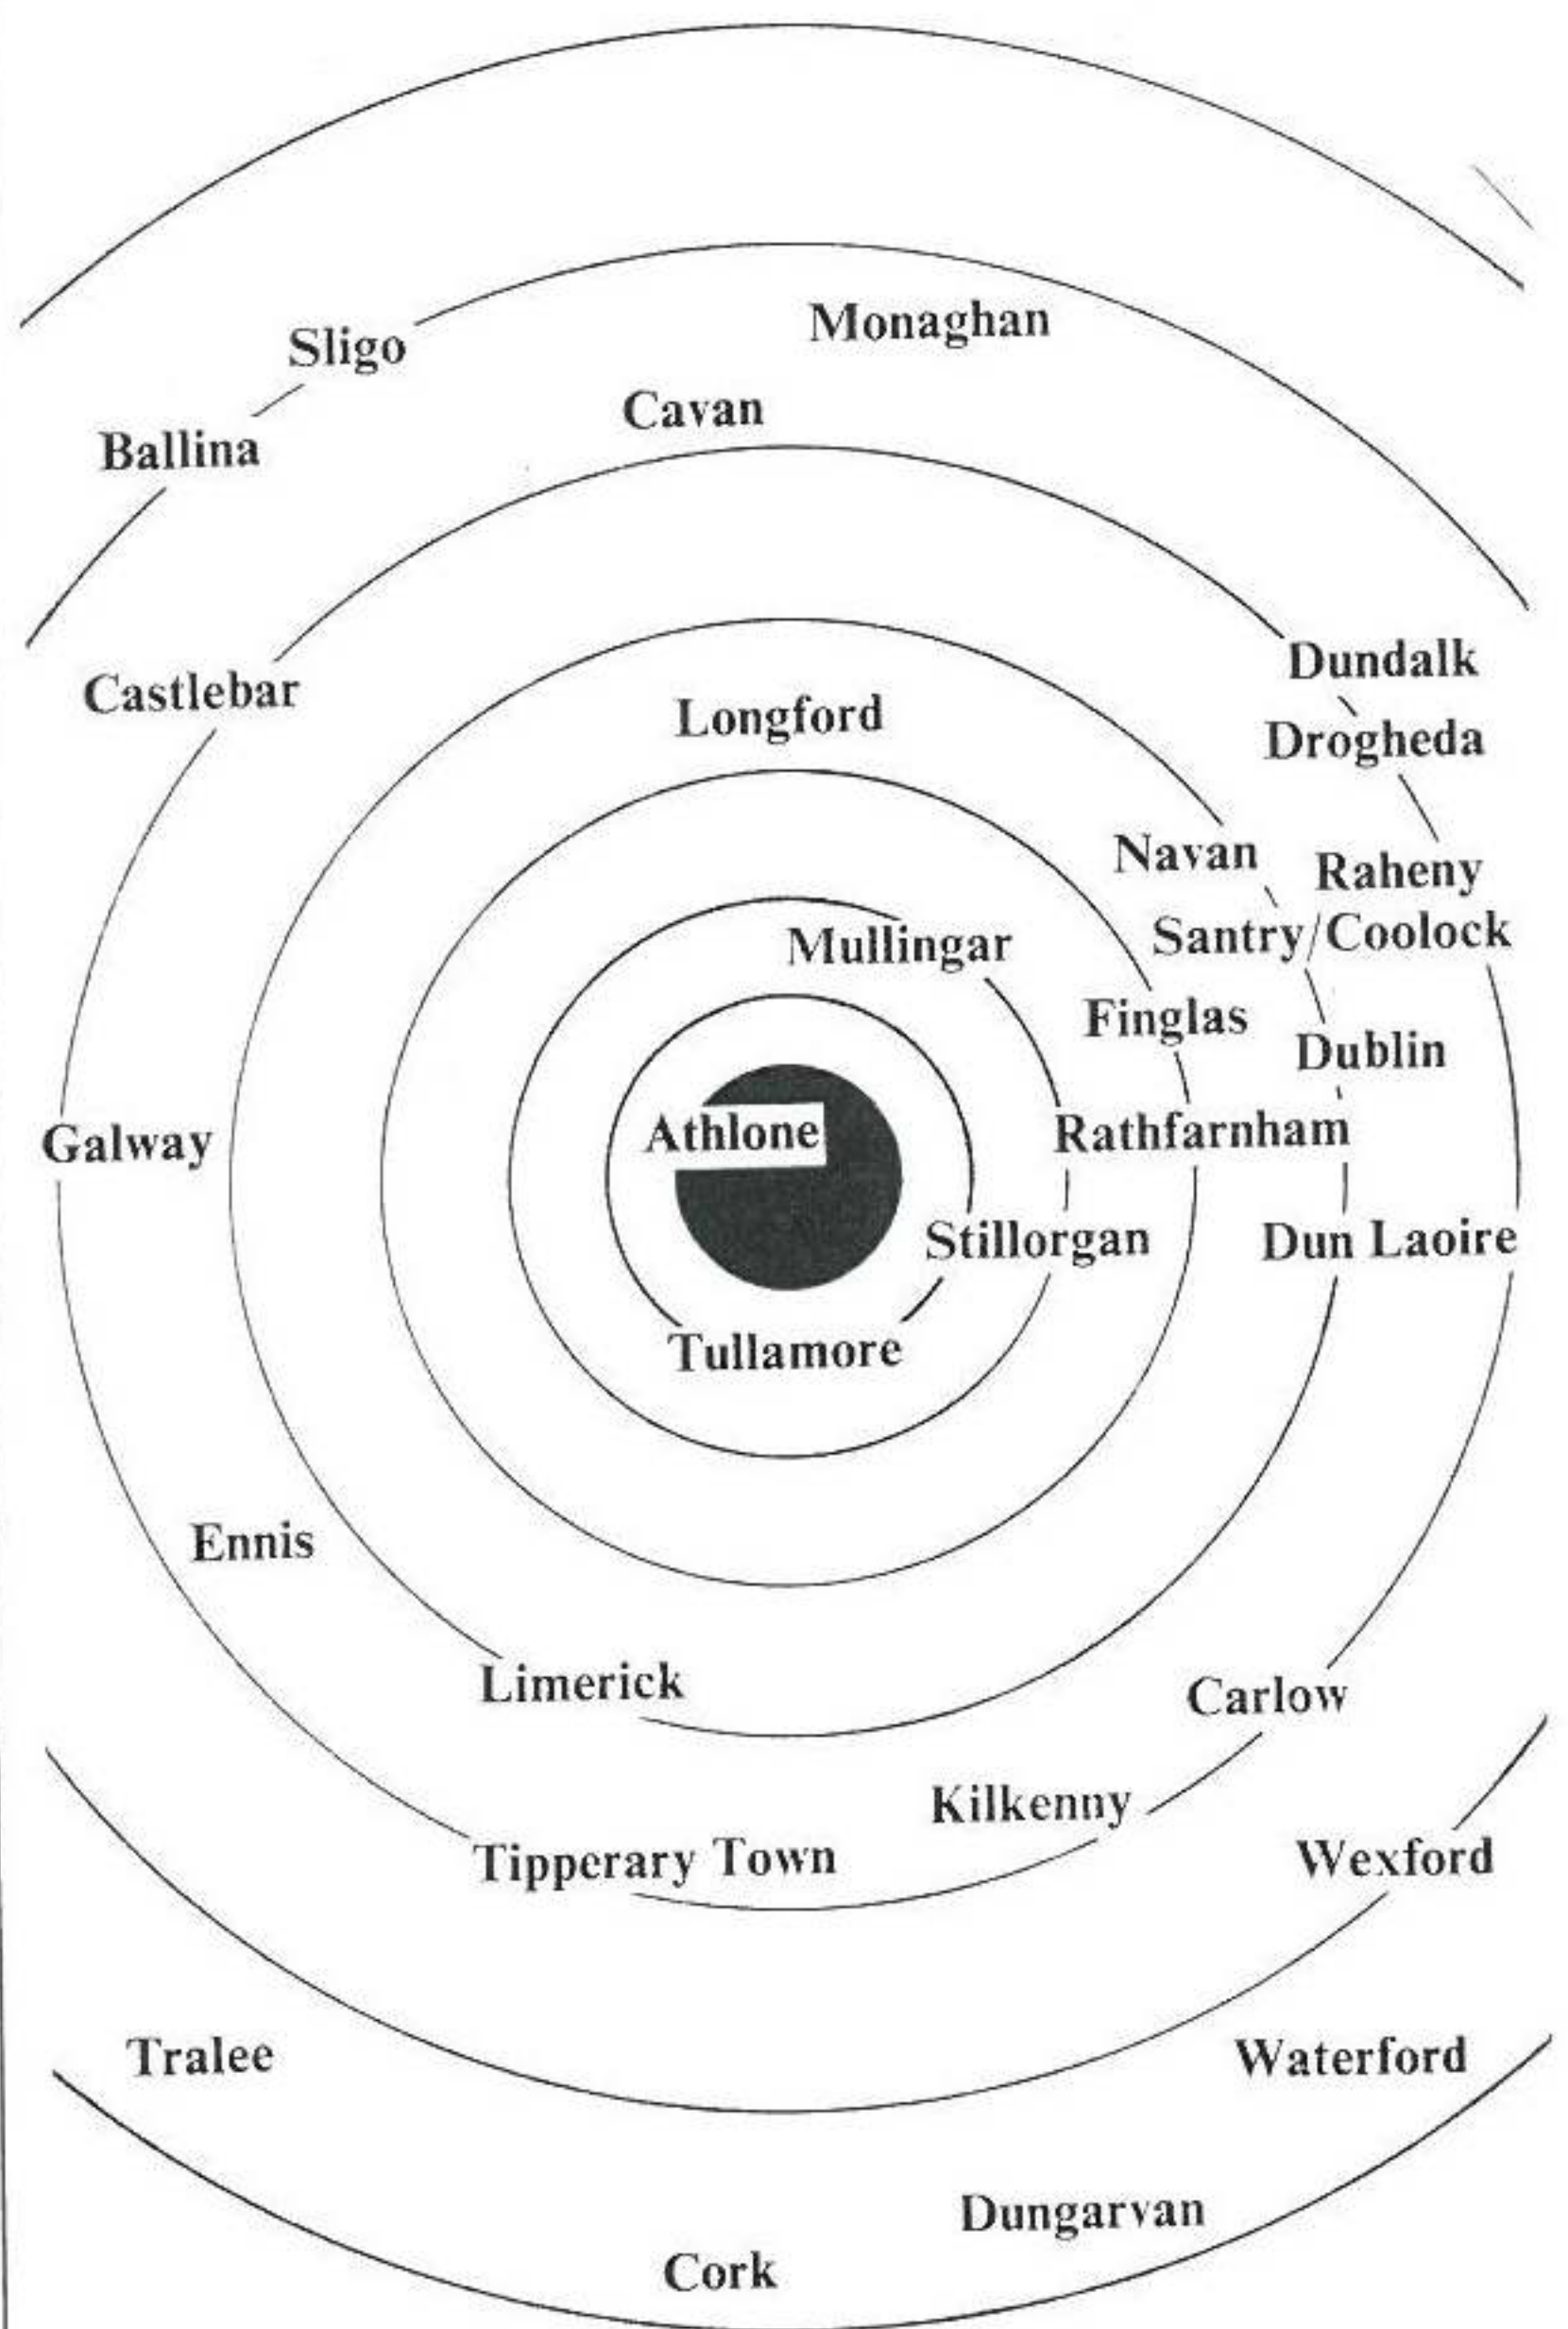 Monaghan
Sligo
Cavan
Ballina
Dundalk
Castlebar
Longford
Drogheda
Navan
Raheny
Santry/Coolock
Mullingar
Finglas
Dublin
Athlone
Rathfarnham
Galway
Stillorgan
Dun Laoire
Tullamore
Ennis
Limerick
Carlow
Kilkenny
Tipperary Town
Wexford
Tralee
Waterford
Dungarvan
Cork